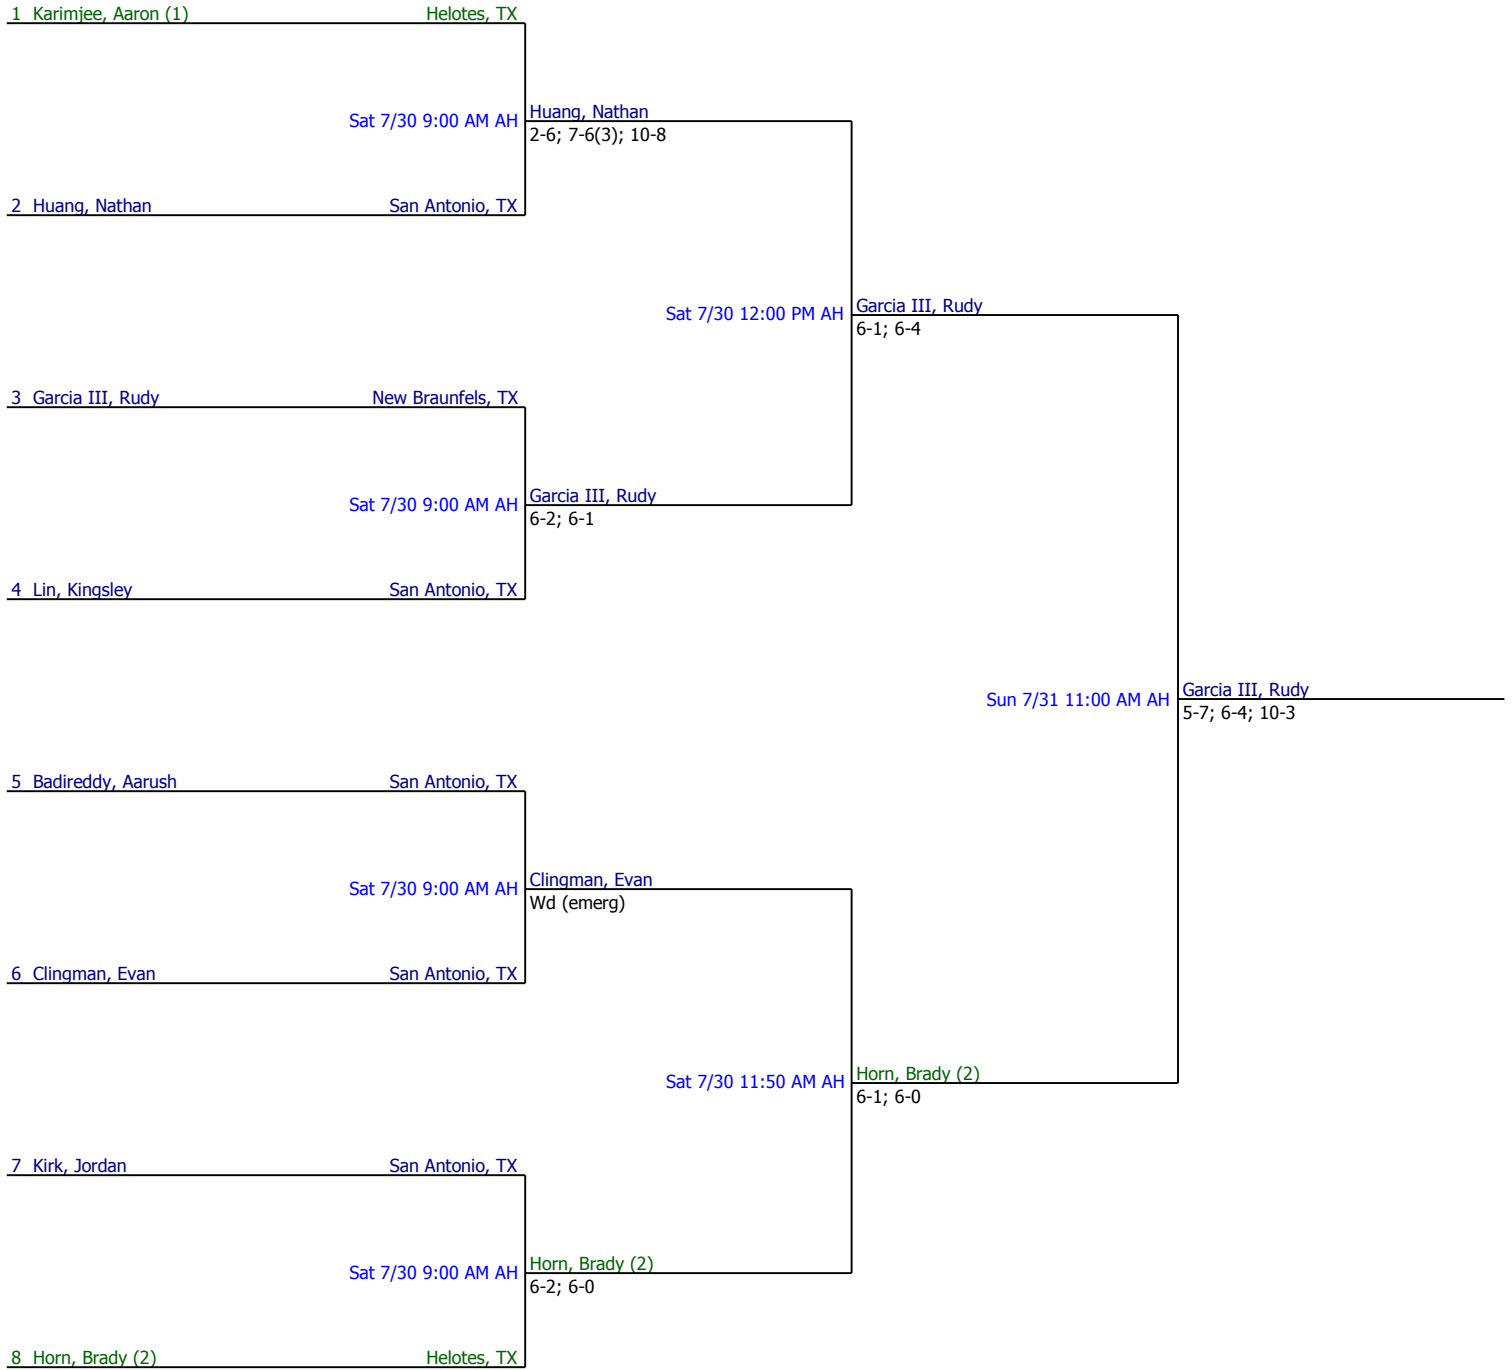 1 Karimjee, Aaron (1) Helotes, TX
Sat 7/30 9:00 AM AH
Huang, Nathan
2-6; 7-6(3); 10-8
2 Huang, Nathan San Antonio, TX
Sat 7/30 12:00 PM AH
Garcia III, Rudy
6-1; 6-4
3 Garcia III, Rudy New Braunfels, TX
Sat 7/30 9:00 AM AH
Garcia III, Rudy
6-2; 6-1
4 Lin, Kingsley San Antonio, TX
Sun 7/31 11:00 AM AH
Garcia III, Rudy
5-7; 6-4; 10-3
5 Badireddy, Aarush San Antonio, TX
Sat 7/30 9:00 AM AH
Clingman, Evan
Wd (emerg)
6 Clingman, Evan San Antonio, TX
Sat 7/30 11:50 AM AH
Horn, Brady (2)
6-1; 6-0
7 Kirk, Jordan San Antonio, TX
Sat 7/30 9:00 AM AH
Horn, Brady (2)
6-2; 6-0
8 Horn, Brady (2) Helotes, TX